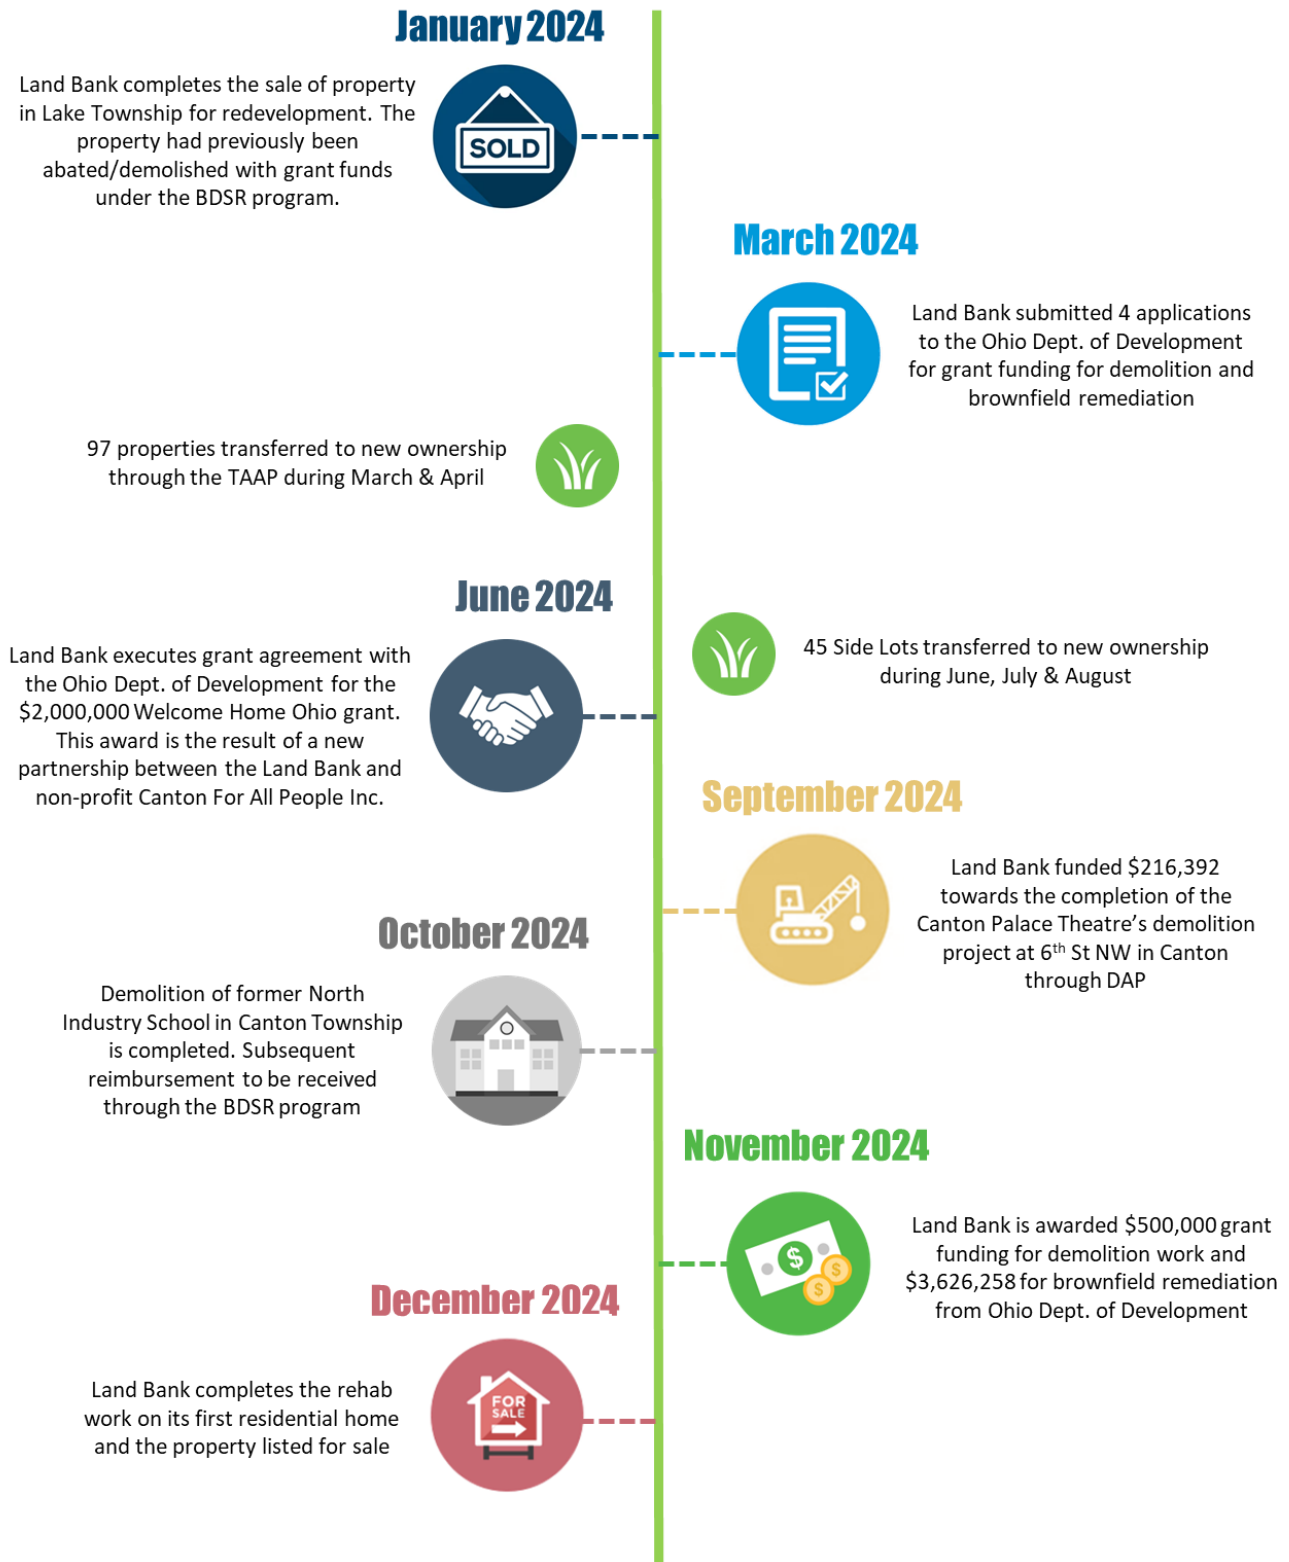 January 2024
Land Bank completes the sale of property
in Lake Township for redevelopment. The
property had previously been
abated/demolished with grant funds
under the BDSR program.
SOLD
March 2024
Land Bank submitted 4 applications
to the Ohio Dept. of Development
for grant funding for demolition and
brownfield remediation
97 properties transferred to new ownership
through the TAAP during March & April
June 2024
Land Bank executes grant agreement with
the Ohio Dept. of Development for the
$2,000,000 Welcome Home Ohio grant.
This award is the result of a new
partnership between the Land Bank and
non-profit Canton For All People Inc.
45 Side Lots transferred to new ownership
during June, July & August
September 2024
Land Bank funded $216,392
towards the completion of the
Canton Palace Theatre’s demolition
project at 6th St NW in Canton
through DAP
October 2024
Demolition of former North
Industry School in Canton Township
is completed. Subsequent
reimbursement to be received
through the BDSR program
November 2024
Land Bank is awarded $500,000 grant
funding for demolition work and
$3,626,258 for brownfield remediation
from Ohio Dept. of Development
$
$
$
December 2024
Land Bank completes the rehab
work on its first residential home
and the property listed for sale
FOR
SALE